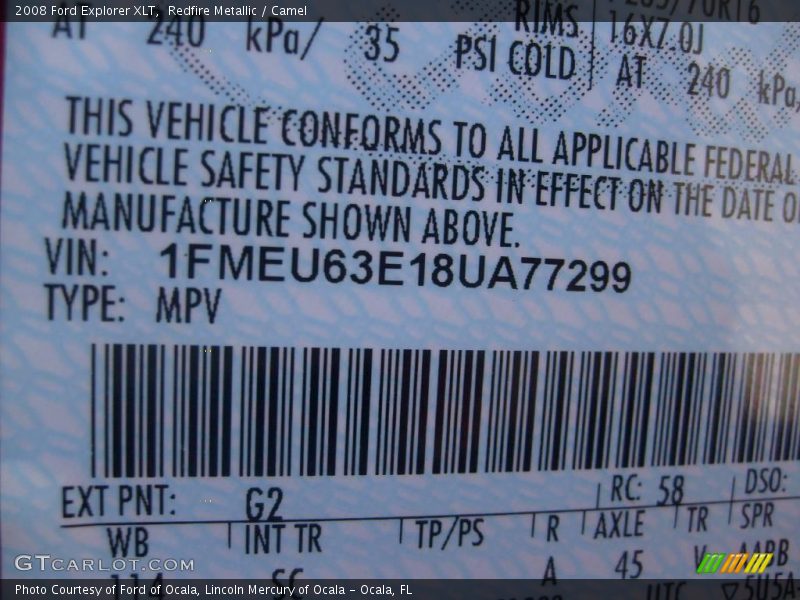 2008 Ford Explorer XLT, Redfire Metallic / Camel
AT 240 kPa/ 35 PSI COLD
RIMS 16X7.0J
AT 240 kPa,
THIS VEHICLE CONFORMS TO ALL APPLICABLE FEDERAL
VEHICLE SAFETY STANDARDS IN EFFECT ON THE DATE
MANUFACTURE SHOWN ABOVE.
VIN: 1FMEU63E18UA77299
TYPE: MPV
EXT PNT: G2 RC: 58 DSO:
WB INT TR TP/PS R AXLE TR SPR
114 A 45 V AABB
GTCARLOT.COM
Photo Courtesy of Ford of Ocala, Lincoln Mercury of Ocala - Ocala, FL
UTC